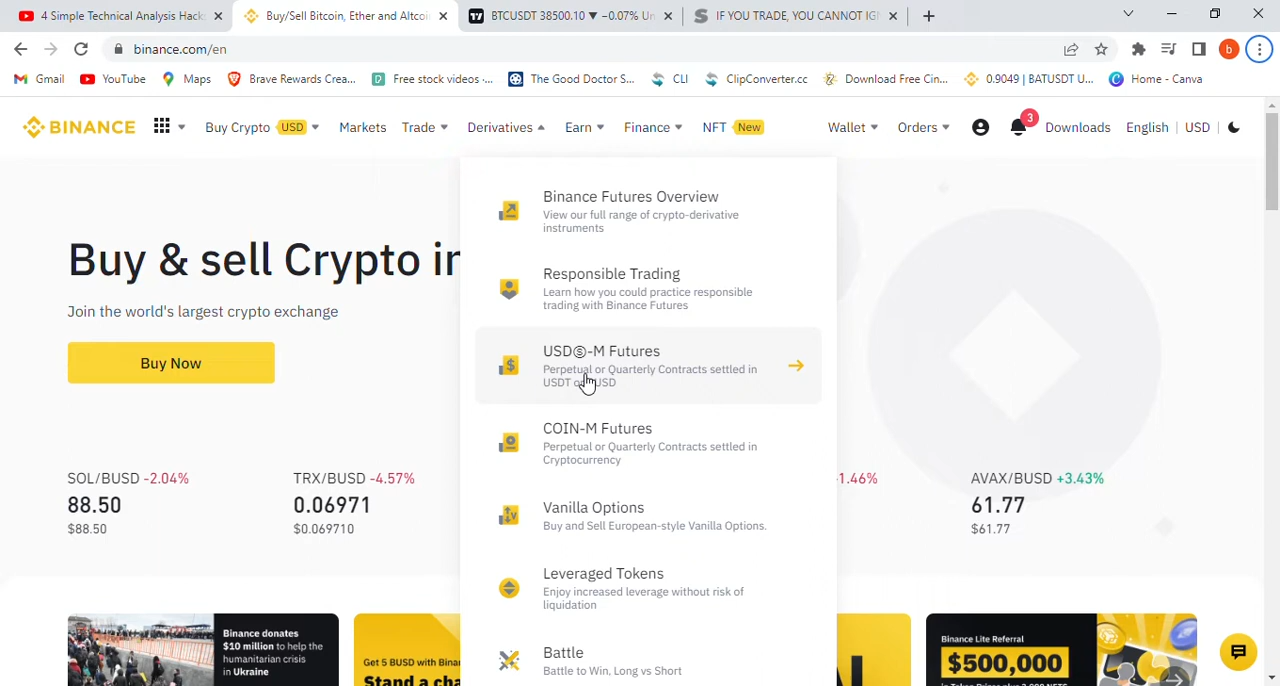 4 Simple Technical Analysis Hack
Buy/Sell Bitcoin, Ether and Altcoi
BTCUSDT 38500.10 ▼ −0.07% Un
IF YOU TRADE, YOU CANNOT IG
binance.com/en
b
Gmail
YouTube
Maps
Brave Rewards Crea...
Free stock videos -...
The Good Doctor S...
CLI
ClipConverter.cc
Download Free Cin...
0.9049 | BATUSDT U...
Home - Canva
BINANCE
Buy Crypto USD
Markets
Trade
Derivatives
Earn
Finance
NFT New
Wallet
Orders
3
Downloads
English
USD
Buy & sell Crypto in
Join the world's largest crypto exchange
Buy Now
Binance Futures Overview
View our full range of crypto-derivative
instruments
Responsible Trading
Learn how you could practice responsible
trading with Binance Futures
USDⓈ-M Futures
Perpetual or Quarterly Contracts settled in
USDT or BUSD
COIN-M Futures
Perpetual or Quarterly Contracts settled in
Cryptocurrency
Vanilla Options
Buy and Sell European-style Vanilla Options.
Leveraged Tokens
Enjoy increased leverage without risk of
liquidation
Battle
Battle to Win, Long vs Short
SOL/BUSD -2.04%
88.50
$88.50
TRX/BUSD -4.57%
0.06971
$0.069710
1.46%
AVAX/BUSD +3.43%
61.77
$61.77
Binance donates
$10 million to help the
humanitarian crisis
in Ukraine
Get 5 BUSD with Binan
Stand a cha
Binance Lite Referral
$500,000